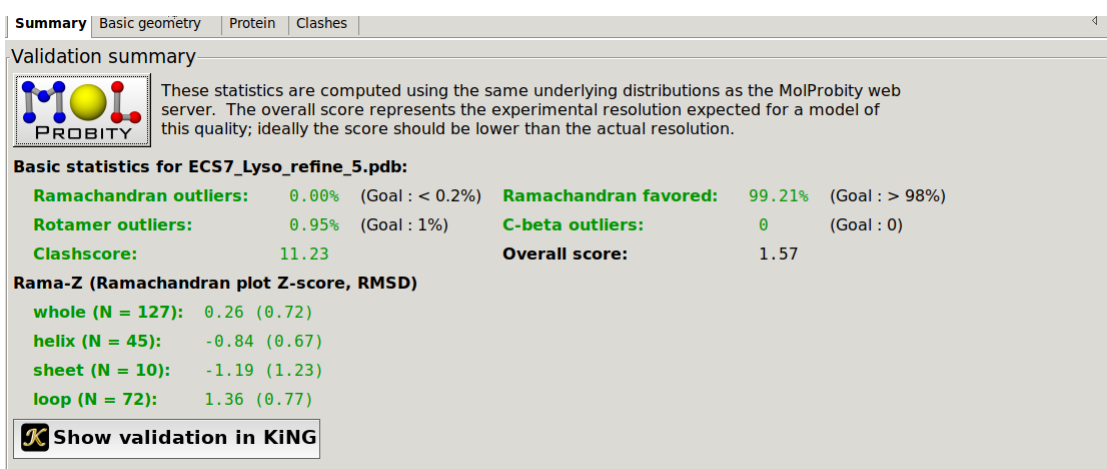 Summary Basic geometry Protein Clashes
Validation summary
MOL
PROBITY
These statistics are computed using the same underlying distributions as the MolProbity web
server. The overall score represents the experimental resolution expected for a model of
this quality; ideally the score should be lower than the actual resolution.
Basic statistics for ECS7_Lyso_refine_5.pdb:
Ramachandran outliers: 0.00% (Goal : < 0.2%) Ramachandran favored: 99.21% (Goal : > 98%)
Rotamer outliers: 0.95% (Goal : 1%) C-beta outliers: 0 (Goal : 0)
Clashscore: 11.23 Overall score: 1.57
Rama-Z (Ramachandran plot Z-score, RMSD)
whole (N = 127): 0.26 (0.72)
helix (N = 45): -0.84 (0.67)
sheet (N = 10): -1.19 (1.23)
loop (N = 72): 1.36 (0.77)
K Show validation in KiNG